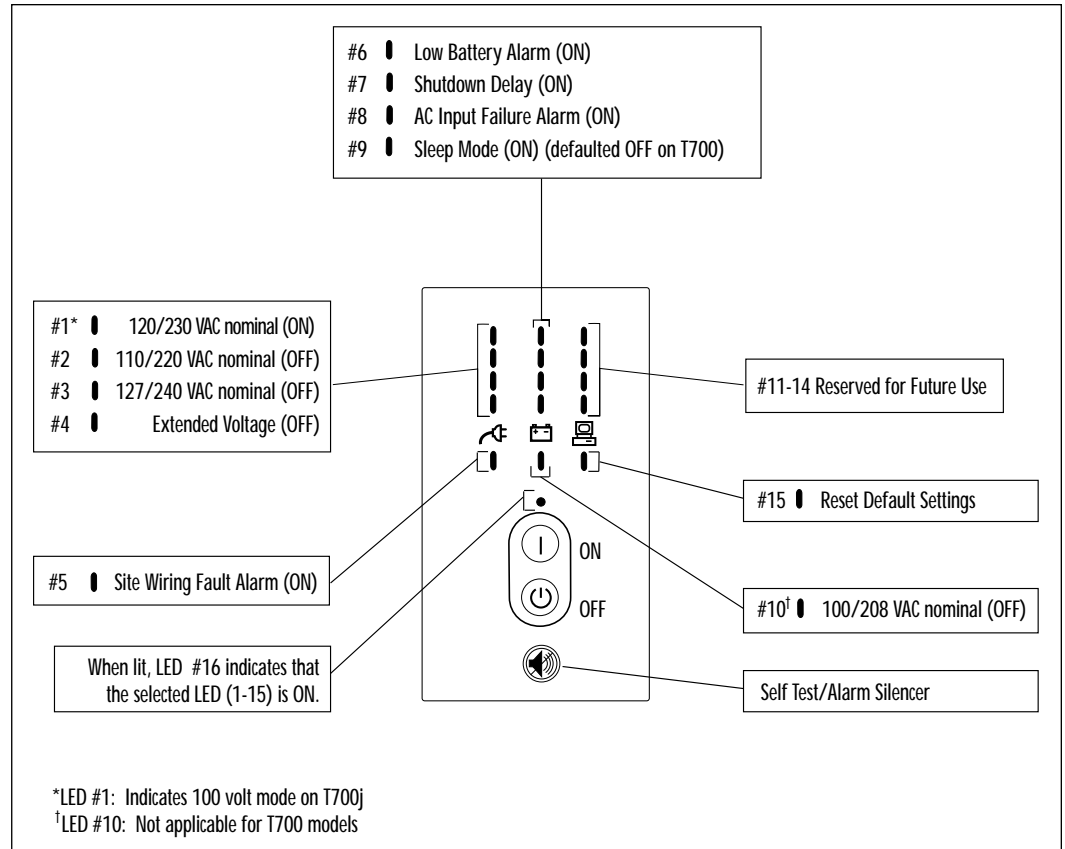 #6 Low Battery Alarm (ON)
#7 Shutdown Delay (ON)
#8 AC Input Failure Alarm (ON)
#9 Sleep Mode (ON) (defaulted OFF on T700)
#1* 120/230 VAC nominal (ON)
#2 110/220 VAC nominal (OFF)
#3 127/240 VAC nominal (OFF)
#4 Extended Voltage (OFF)
#11-14 Reserved for Future Use
#15 Reset Default Settings
#5 Site Wiring Fault Alarm (ON)
ON
OFF
#10† 100/208 VAC nominal (OFF)
When lit, LED #16 indicates that
the selected LED (1-15) is ON.
Self Test/Alarm Silencer
*LED #1: Indicates 100 volt mode on T700j
†LED #10: Not applicable for T700 models